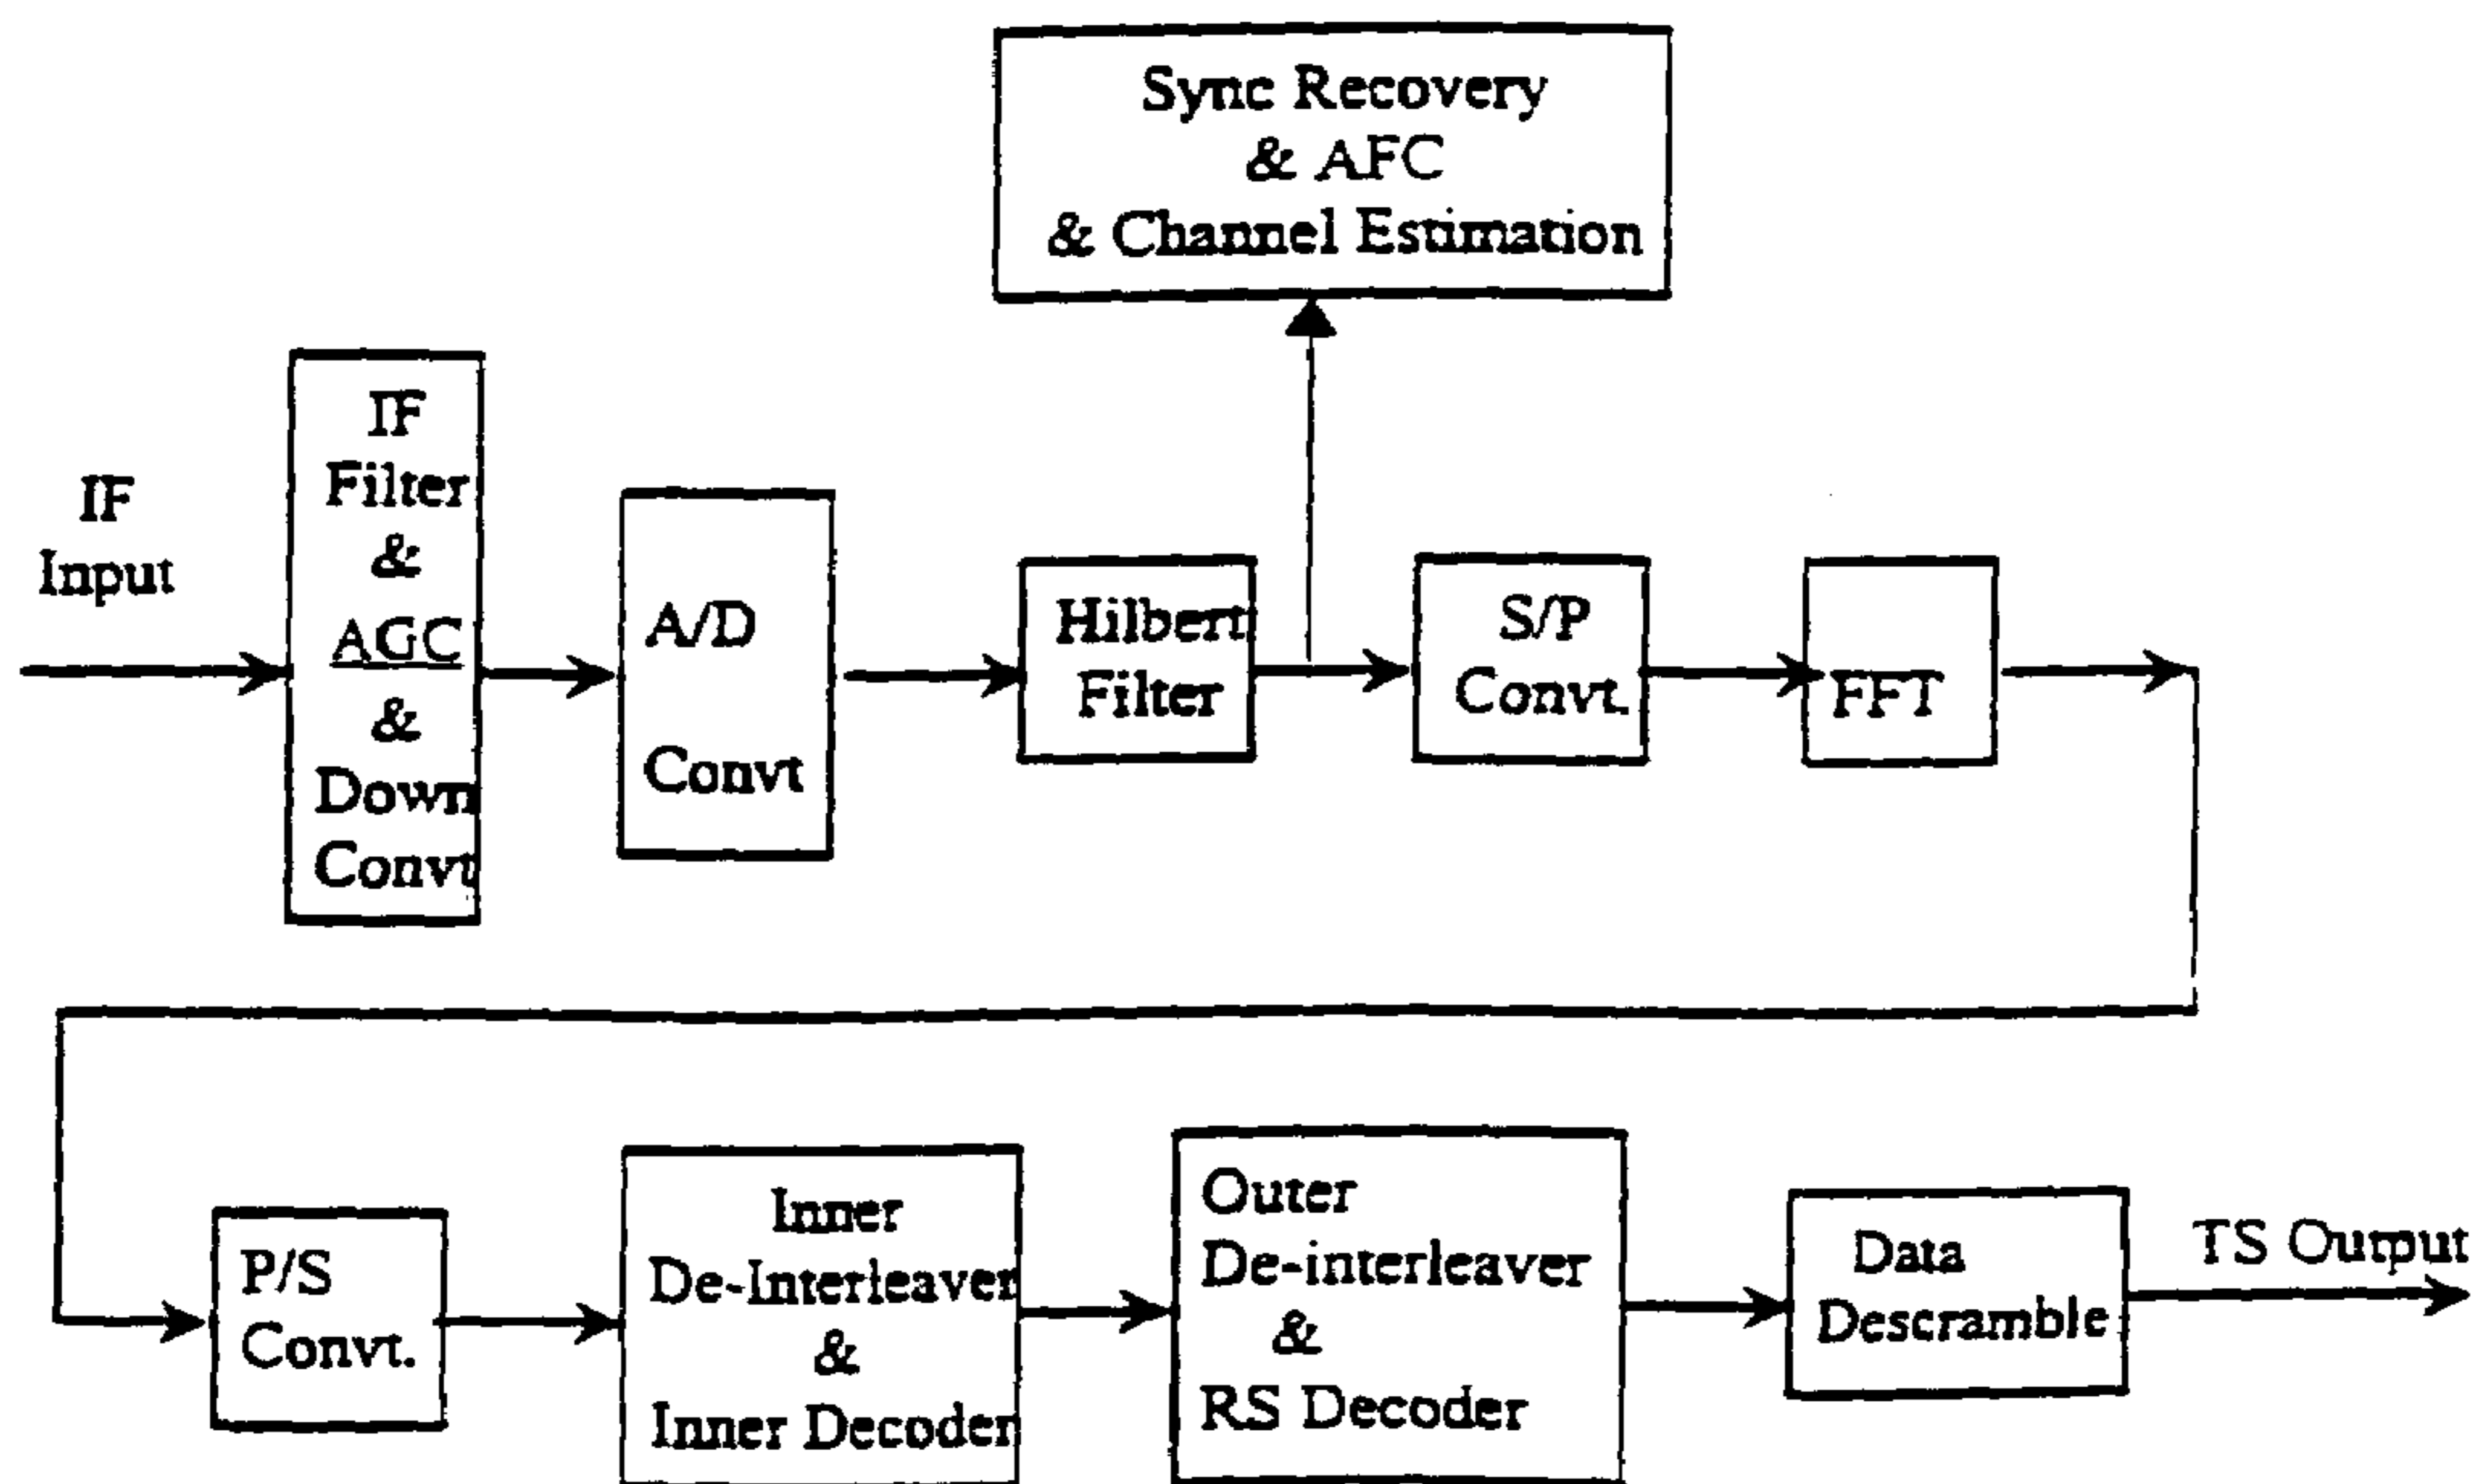 Sync Recovery
& AFC
& Channel Estimation
IF
Input
IF
Filter
&
AGC
&
Down
Convt
A/D
Convt
Hilbert
Filter
S/P
Convt.
FFT
P/S
Convt.
Inner
De-Interleaver
&
Inner Decoder
Outer
De-interleaver
&
RS Decoder
Data
Descramble
TS Output